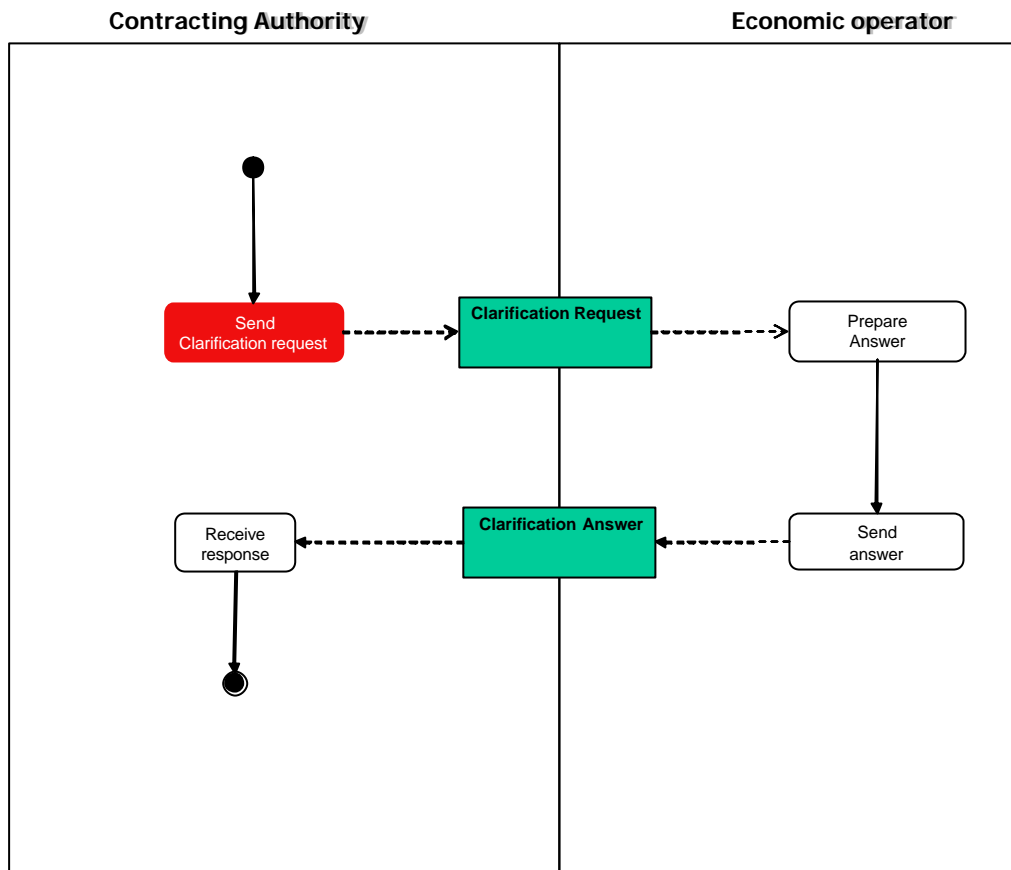 Contracting Authority
Economic operator
Send
Clarification request
Clarification Request
Prepare
Answer
Receive
response
Clarification Answer
Send
answer